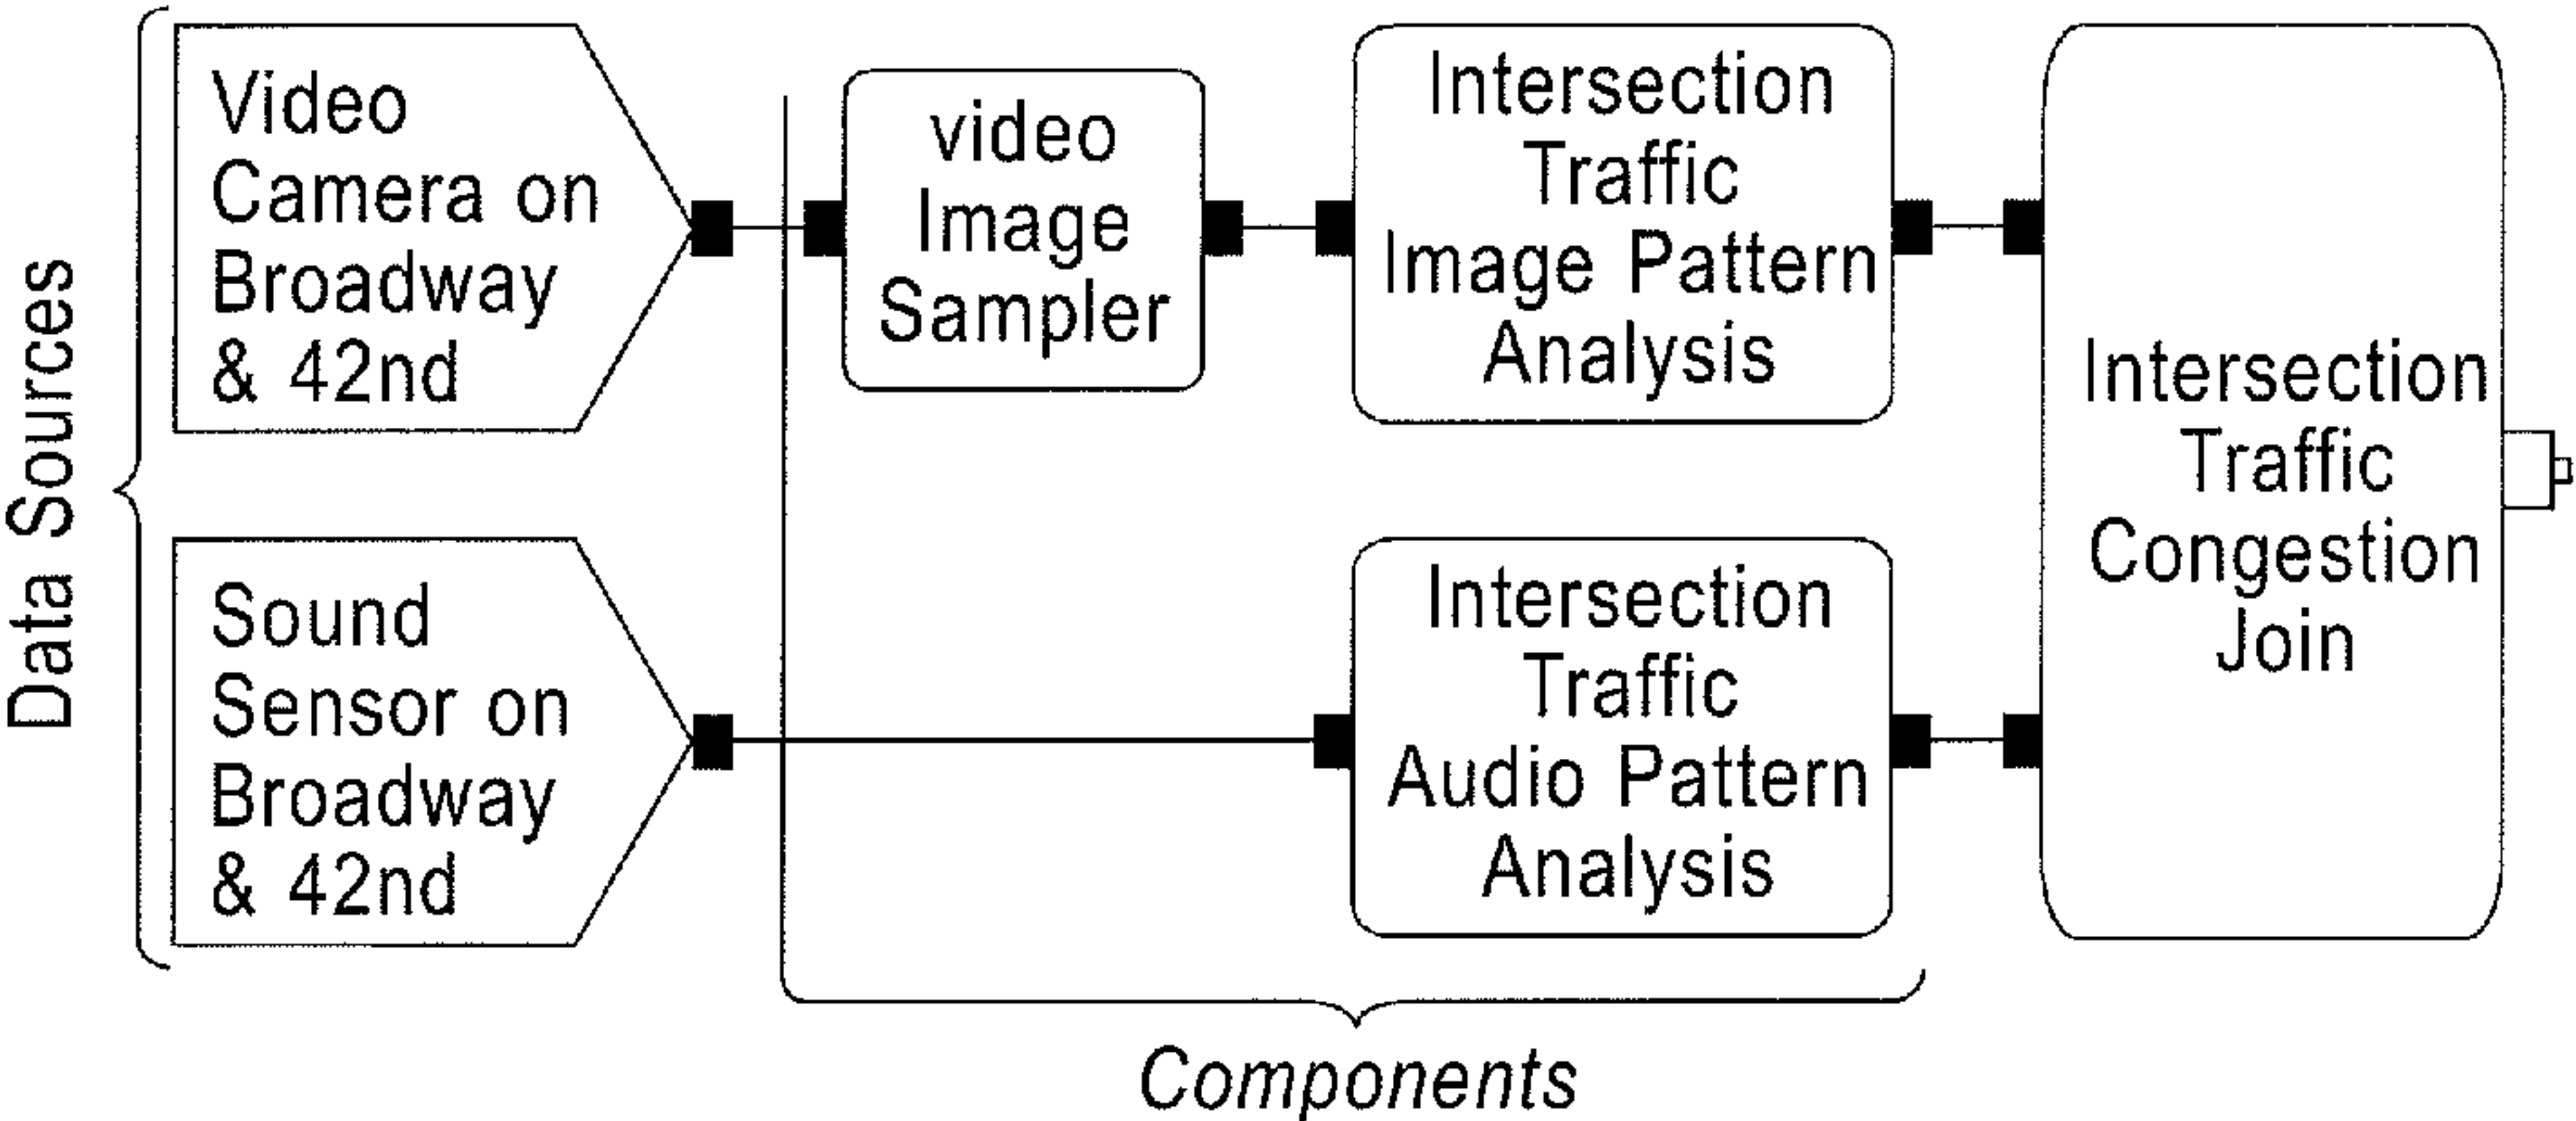 Data Sources
Video
Camera on
Broadway
& 42nd
video
Image
Sampler
Intersection
Traffic
Image Pattern
Analysis
Sound
Sensor on
Broadway
& 42nd
Intersection
Traffic
Audio Pattern
Analysis
Intersection
Traffic
Congestion
Join
Components